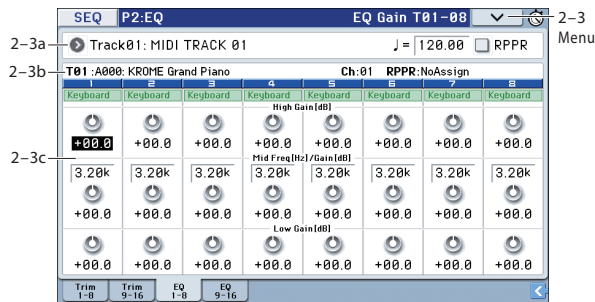 SEQ P2:EQ EQ Gain T01-08
2–3
Menu
2–3a
Track01: MIDI TRACK 01 ♩= 120.00 RPPR
2–3b
T01 :A000: KROME Grand Piano Ch:01 RPPR:NoAssign
1 2 3 4 5 6 7 8
Keyboard Keyboard Keyboard Keyboard Keyboard Keyboard Keyboard Keyboard
High Gain[dB]
+00.0 +00.0 +00.0 +00.0 +00.0 +00.0 +00.0 +00.0
2–3c
Mid Freq[Hz]/Gain[dB]
3.20k 3.20k 3.20k 3.20k 3.20k 3.20k 3.20k 3.20k
+00.0 +00.0 +00.0 +00.0 +00.0 +00.0 +00.0 +00.0
Low Gain[dB]
+00.0 +00.0 +00.0 +00.0 +00.0 +00.0 +00.0 +00.0
Trim 1-8 Trim 9-16 EQ 1-8 EQ 9-16